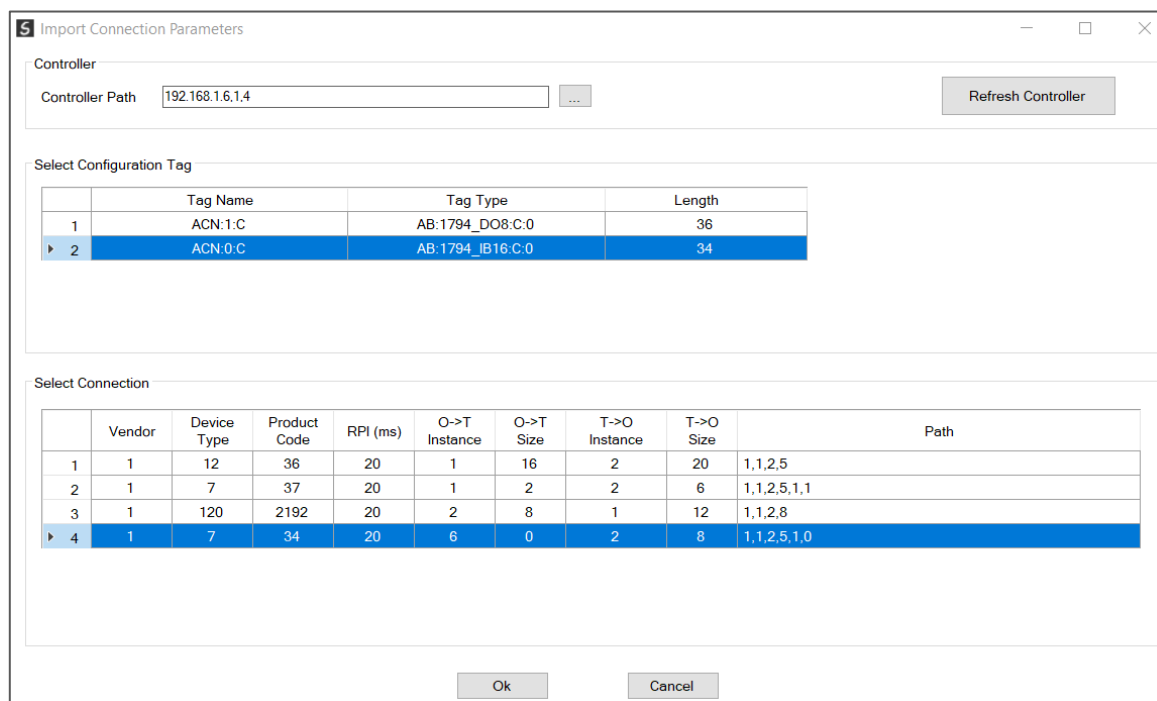 S Import Connection Parameters
Controller
Controller Path 192.168.1.6,1,4 ... Refresh Controller
Select Configuration Tag
Tag Name Tag Type Length
1 ACN:1:C AB:1794_DO8:C:0 36
2 ACN:0:C AB:1794_IB16:C:0 34
Select Connection
Vendor Device Type Product Code RPI (ms) O->T Instance O->T Size T->O Instance T->O Size Path
1 1 12 36 20 1 16 2 20 1,1,2,5
2 1 7 37 20 1 2 2 6 1,1,2,5,1,1
3 1 120 2192 20 2 8 1 12 1,1,2,8
4 1 7 34 20 6 0 2 8 1,1,2,5,1,0
Ok Cancel